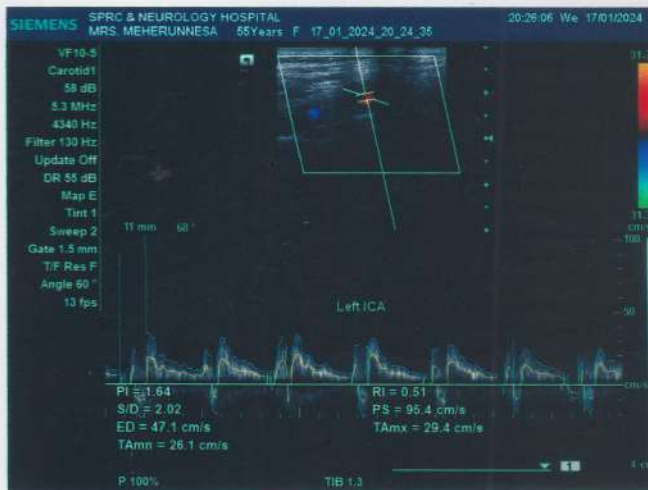 SIEMENS
SPRC & NEUROLOGY HOSPITAL
MRS. MEHERUNNESA 55Years F 17_01_2024_20_24_35
20:26:06 We 17/01/2024
VF10-5
Carotid1
58 dB
5.3 MHz
4340 Hz
Filter 130 Hz
Update Off
DR 55 dB
Map E
Tint 1
Sweep 2
Gate 1.5 mm
T/F Res F
Angle 60°
13 fps
11 mm 60°
cm/s
100
50
Left ICA
cm/s
PI = 1.64
S/D = 2.02
ED = 47.1 cm/s
TAmn = 26.1 cm/s
RI = 0.51
PS = 95.4 cm/s
TAmx = 29.4 cm/s
1
P 100%
TIB 1.3